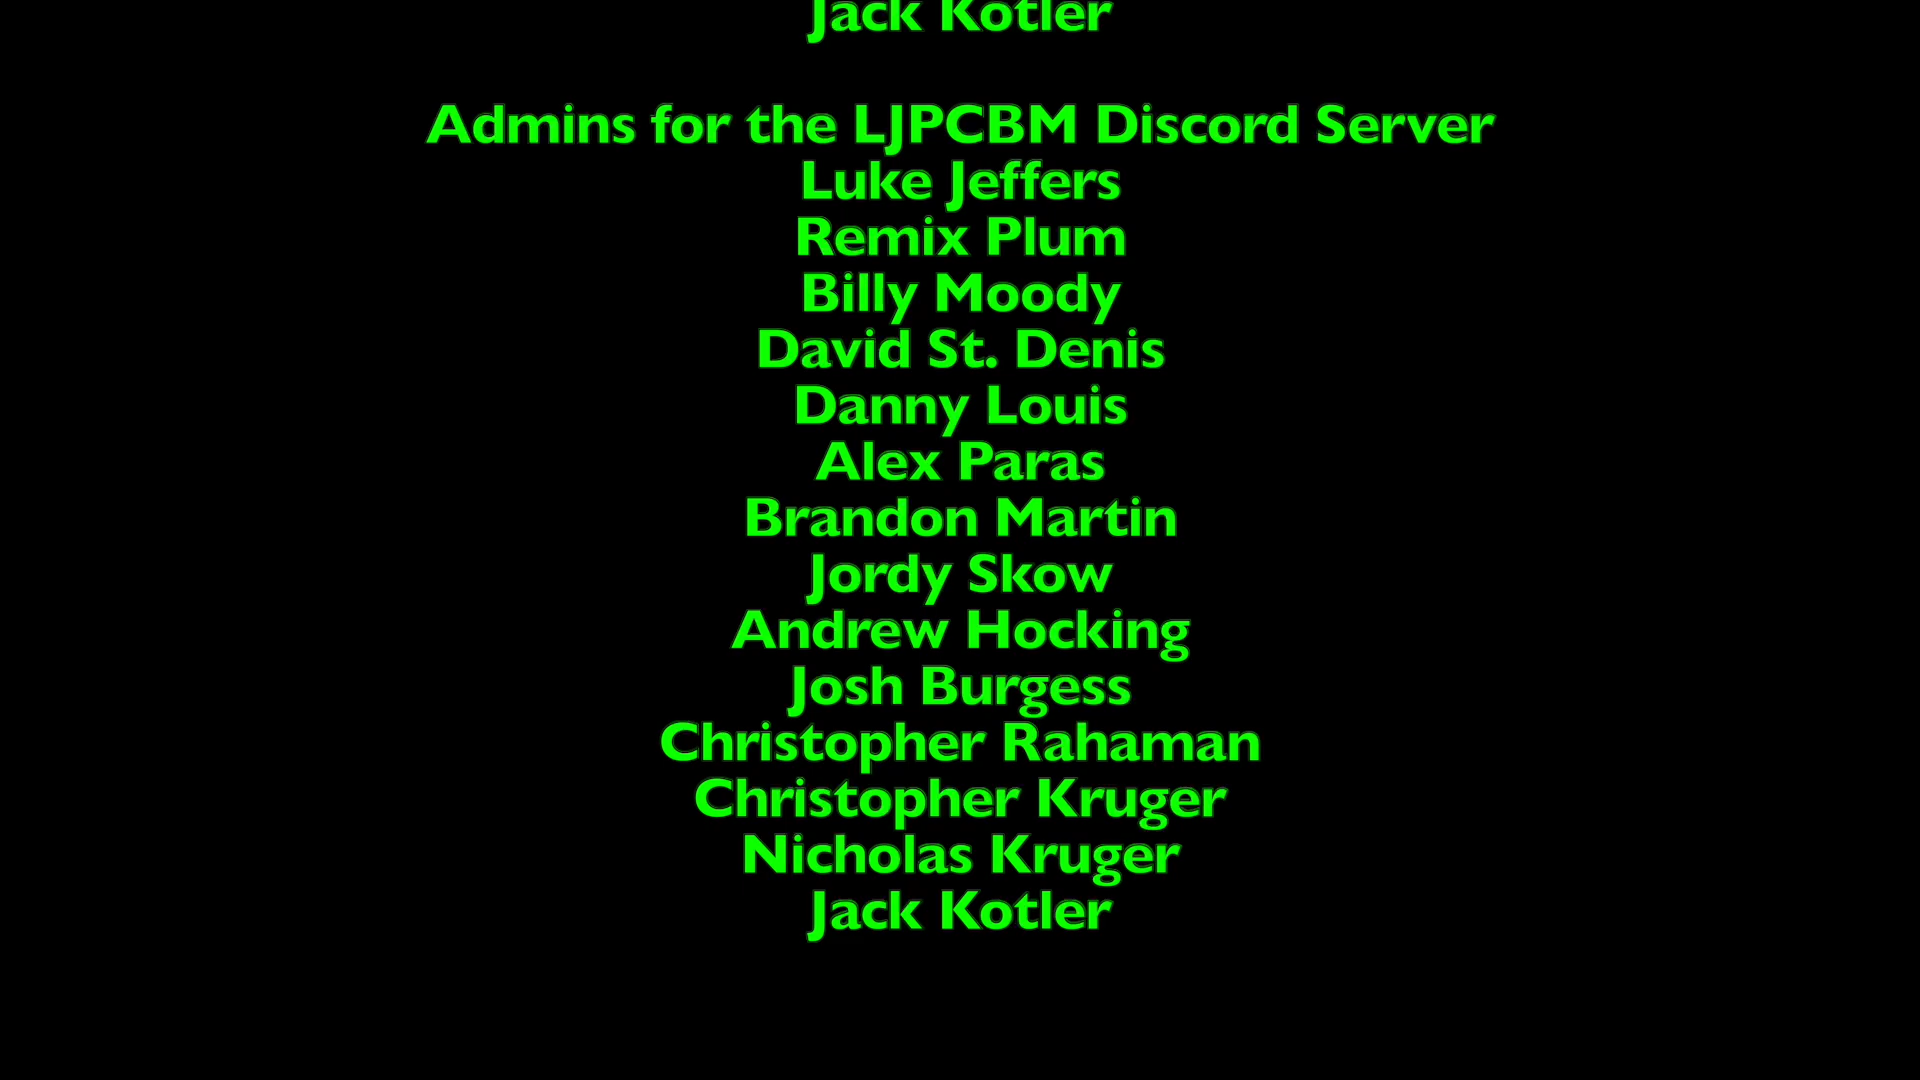 Jack Kotler
Admins for the LJPCBM Discord Server
Luke Jeffers
Remix Plum
Billy Moody
David St. Denis
Danny Louis
Alex Paras
Brandon Martin
Jordy Skow
Andrew Hocking
Josh Burgess
Christopher Rahaman
Christopher Kruger
Nicholas Kruger
Jack Kotler